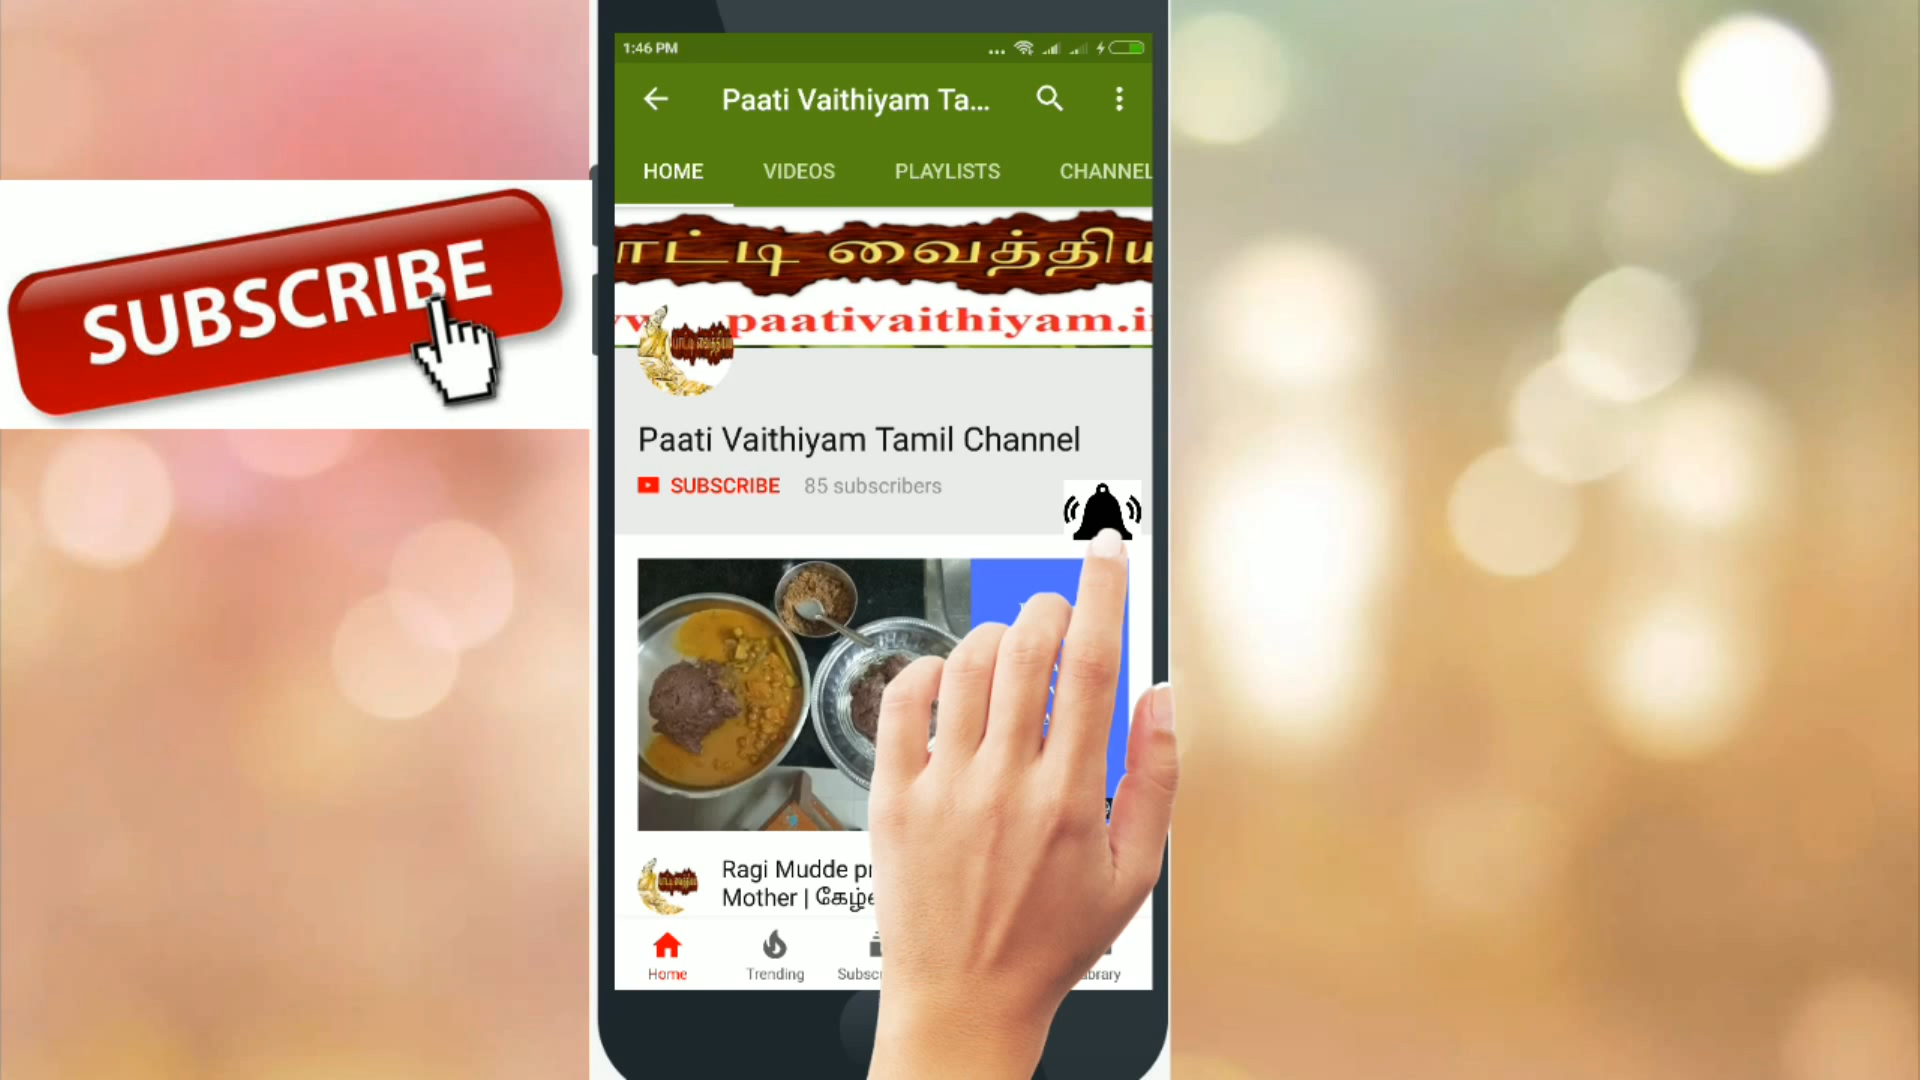 SUBSCRIBE
1:46 PM
Paati Vaithiyam Ta...
HOME VIDEOS PLAYLISTS CHANNEL
ாட்டி வைத்திய
paativaithiyam.i
Paati Vaithiyam Tamil Channel
SUBSCRIBE 85 subscribers
Ragi Mudde
Mother |
Home Trending